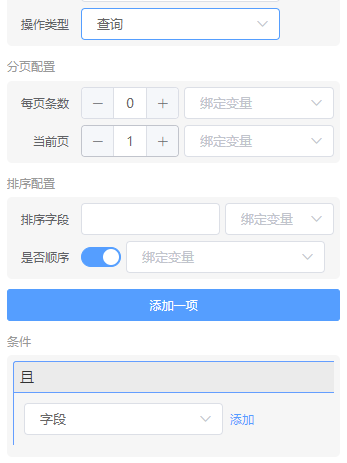 操作类型 查询
分页配置
每页条数 − 0 + 绑定变量
当前页 − 1 + 绑定变量
排序配置
排序字段 绑定变量
是否顺序 绑定变量
添加一项
条件
且
字段 添加